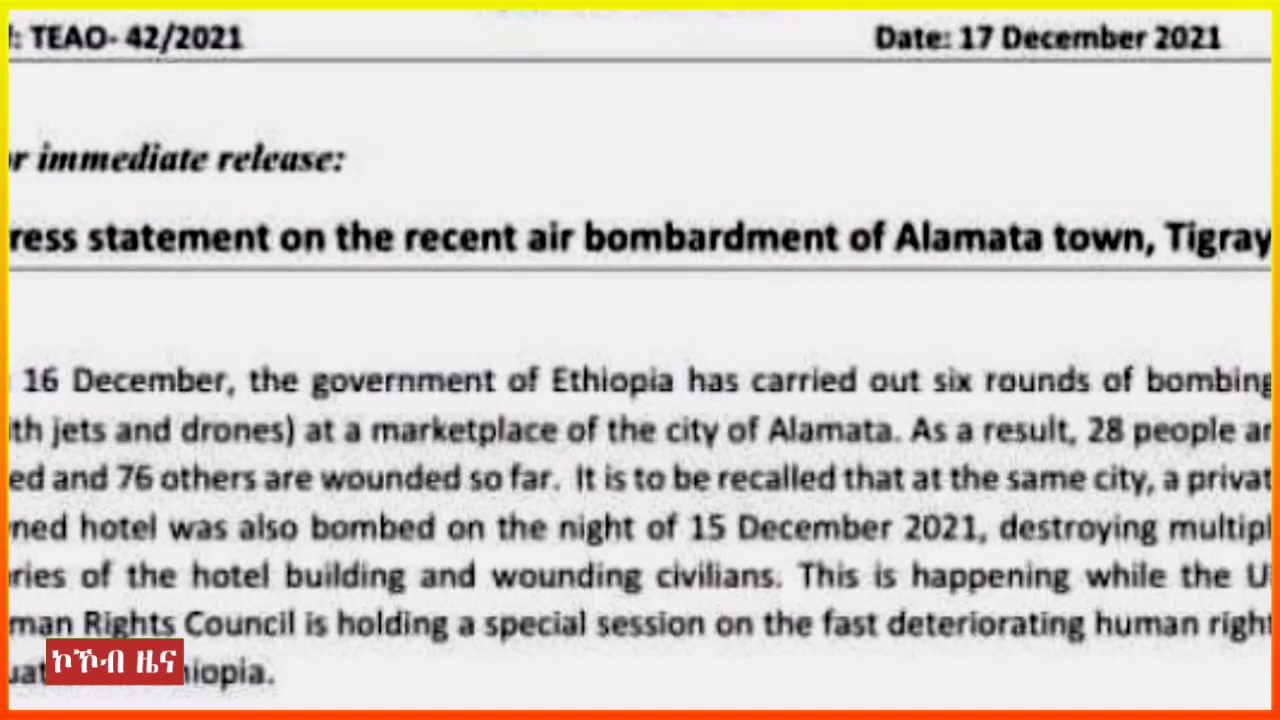 : TEAO- 42/2021 Date: 17 December 2021
r immediate release:
ress statement on the recent air bombardment of Alamata town, Tigray
16 December, the government of Ethiopia has carried out six rounds of bombing
th jets and drones) at a marketplace of the city of Alamata. As a result, 28 people ar
ed and 76 others are wounded so far. It is to be recalled that at the same city, a privat
ned hotel was also bombed on the night of 15 December 2021, destroying multipl
ries of the hotel building and wounding civilians. This is happening while the U
man Rights Council is holding a special session on the fast deteriorating human right
uat hiopia.
ኮኾብ ዜና